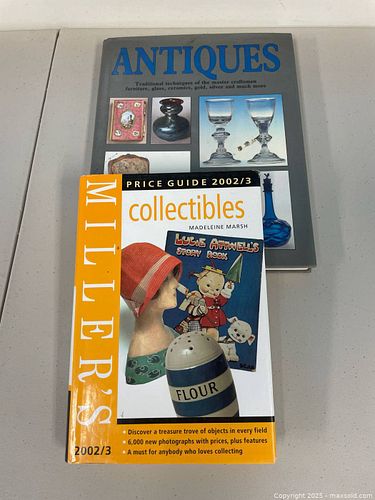 ANTIQUES
Traditional techniques of the master craftsman
furniture, glass, ceramics, gold, silver and much more
PRICE GUIDE 2002/3
collectibles
MADELEINE MARSH
MILLER'S
LUCIE ATTWELL'S
STORY BOOK
FLOUR
• Discover a treasure trove of objects in every field
• 6,000 new photographs with prices, plus features
• A must for anybody who loves collecting
2002/3
Copyright 2025 - maxsold.com